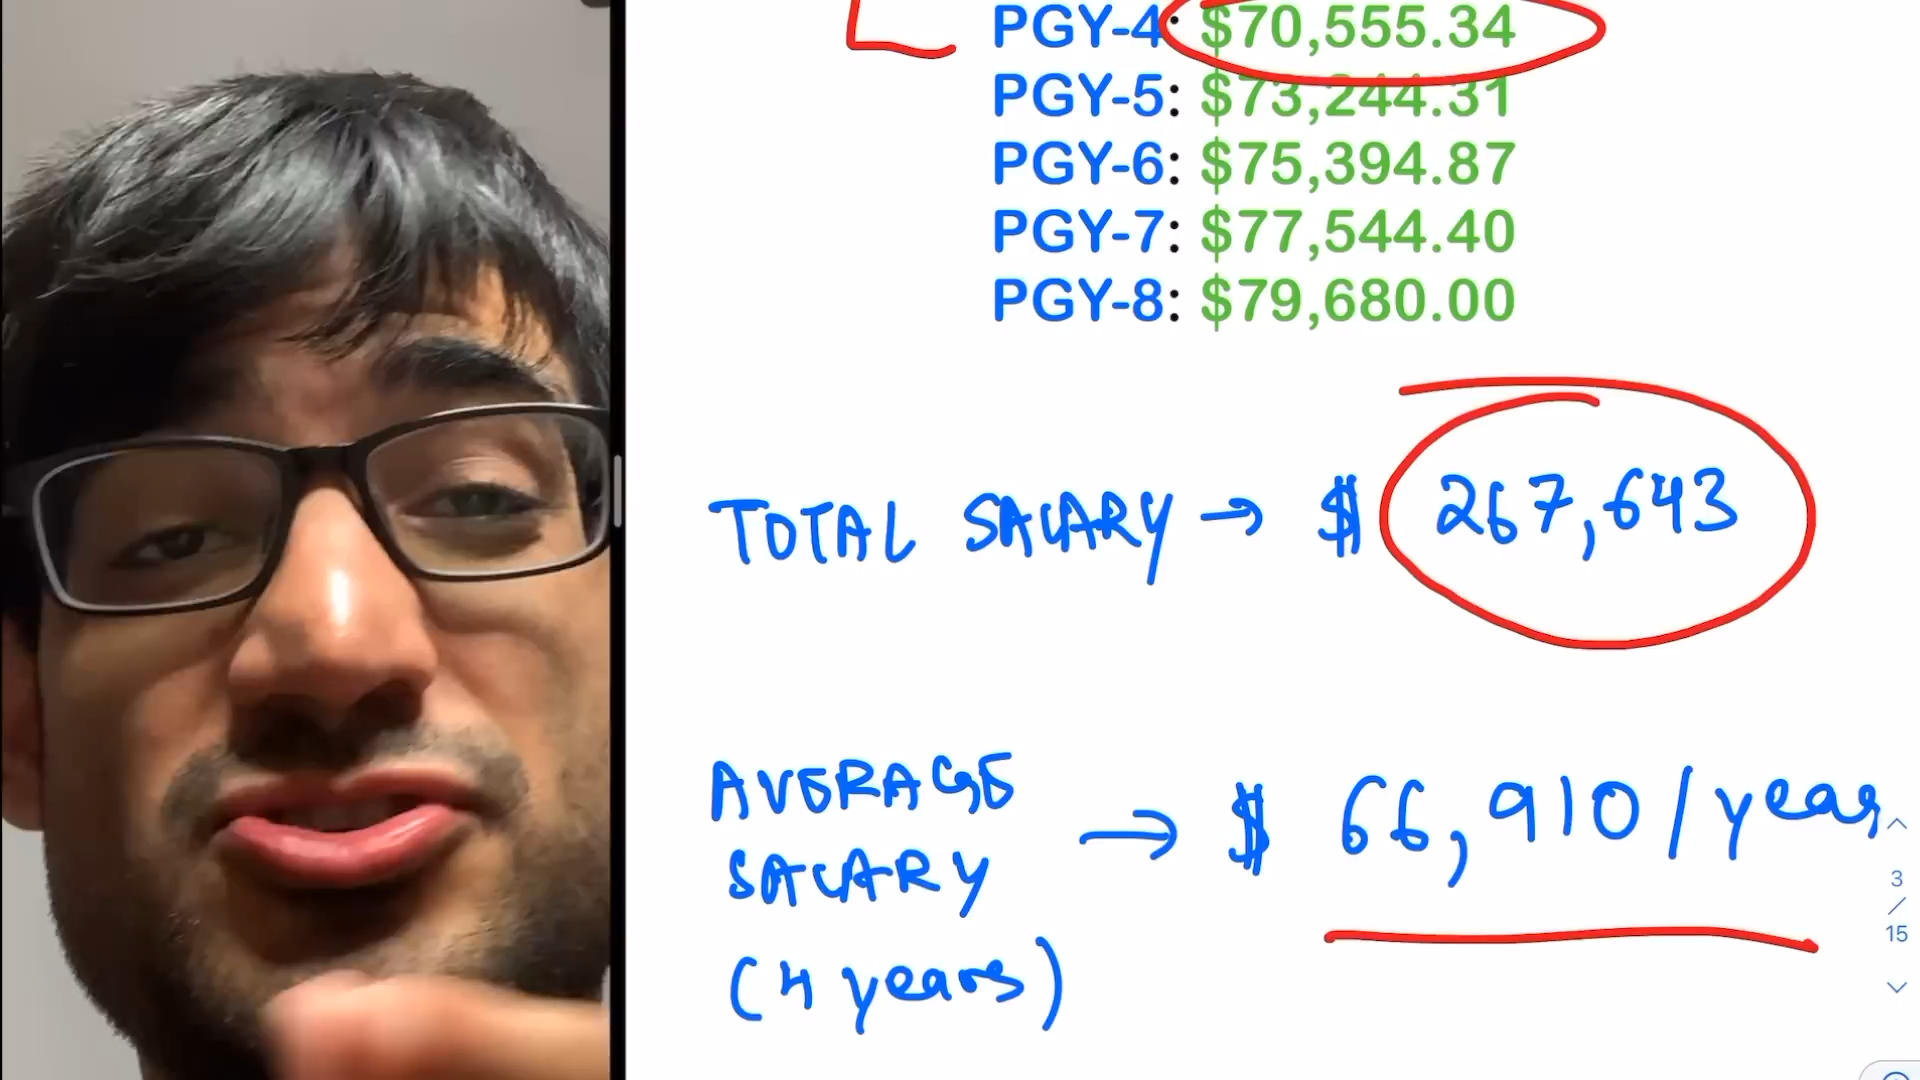 PGY-4: $70,555.34
PGY-5: $73,244.31
PGY-6: $75,394.87
PGY-7: $77,544.40
PGY-8: $79,680.00
TOTAL SALARY → $ 267,643
AVERAGE
SALARY
(4 years)
→ $ 66,910/year
3
/
15